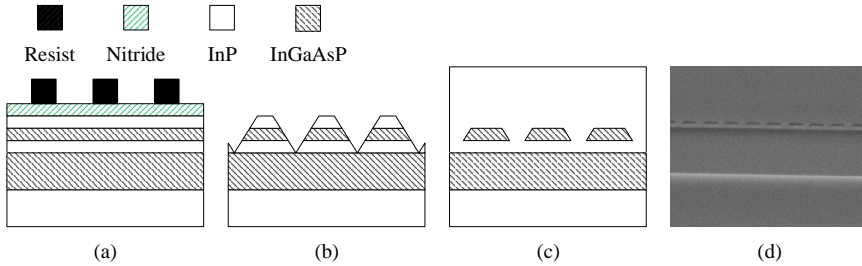 Resist Nitride InP InGaAsP
(a) (b) (c) (d)